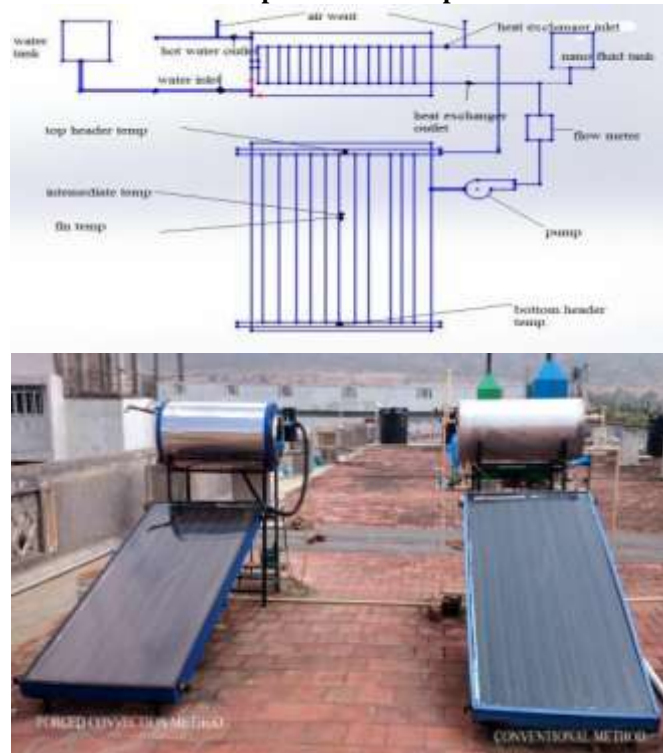 air went
heat exchanger inlet
water
tank
hot water outlet
nano fluid tank
water inlet
heat exchanger
outlet
top header temp
flow meter
intermediate temp
fin temp
pump
bottom header
temp
FORCED CONVECTION METHOD
CONVENTIONAL METHOD